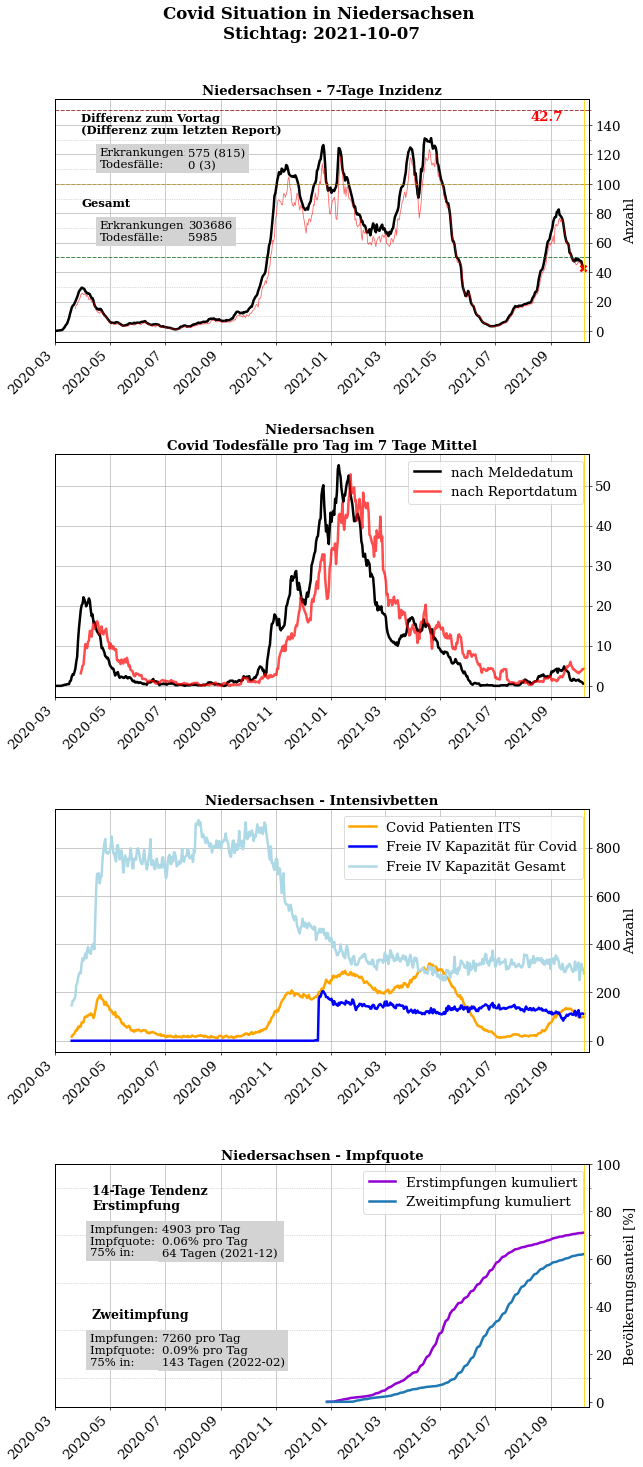 Covid Situation in Niedersachsen
Stichtag: 2021-10-07
Niedersachsen - 7-Tage Inzidenz
Differenz zum Vortag
(Differenz zum letzten Report)
Erkrankungen 575 (815)
Todesfälle: 0 (3)
Gesamt
Erkrankungen 303686
Todesfälle: 5985
42.7
140
120
100
80
60
40
20
0
Anzahl
2020-03
2020-05
2020-07
2020-09
2020-11
2021-01
2021-03
2021-05
2021-07
2021-09
Niedersachsen
Covid Todesfälle pro Tag im 7 Tage Mittel
nach Meldedatum
nach Reportdatum
50
40
30
20
10
0
2020-03
2020-05
2020-07
2020-09
2020-11
2021-01
2021-03
2021-05
2021-07
2021-09
Niedersachsen - Intensivbetten
Covid Patienten ITS
Freie IV Kapazität für Covid
Freie IV Kapazität Gesamt
800
600
400
200
0
Anzahl
2020-03
2020-05
2020-07
2020-09
2020-11
2021-01
2021-03
2021-05
2021-07
2021-09
Niedersachsen - Impfquote
14-Tage Tendenz
Erstimpfung
Impfungen: 4903 pro Tag
Impfquote: 0.06% pro Tag
75% in: 64 Tagen (2021-12)
Zweitimpfung
Impfungen: 7260 pro Tag
Impfquote: 0.09% pro Tag
75% in: 143 Tagen (2022-02)
Erstimpfungen kumuliert
Zweitimpfung kumuliert
100
80
60
40
20
0
Bevölkerungsanteil [%]
2020-03
2020-05
2020-07
2020-09
2020-11
2021-01
2021-03
2021-05
2021-07
2021-09